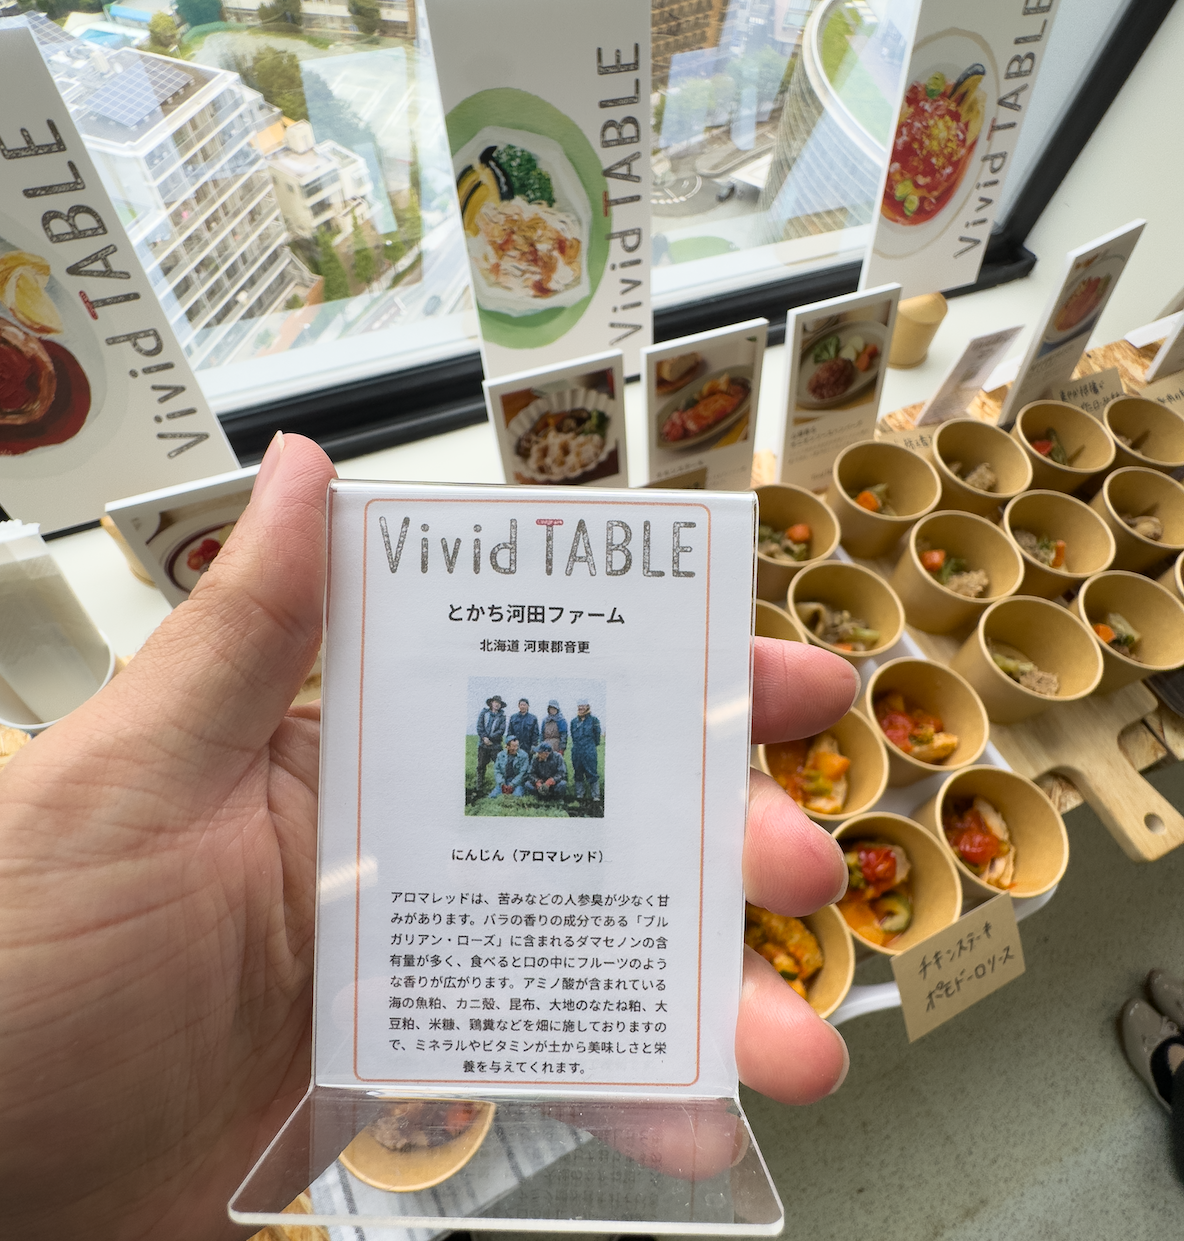 Vivid TABLE
Vivid TABLE
Vivid TABLE
Vivid TABLE
とかち河田ファーム
北海道 河東郡音更
にんじん（アロマレッド）
アロマレッドは、苦みなどの人参臭が少なく甘
みがあります。バラの香りの成分である「ブル
ガリアン・ローズ」に含まれるダマセノンの含
有量が多く、食べると口の中にフルーツのよう
な香りが広がります。アミノ酸が含まれている
海の魚粕、カニ殻、昆布、大地のなたね粕、大
豆粕、米糠、鶏糞などを畑に施しておりますの
で、ミネラルやビタミンが土から美味しさと栄
養を与えてくれます。
チキンステーキ
ポモドーロソース